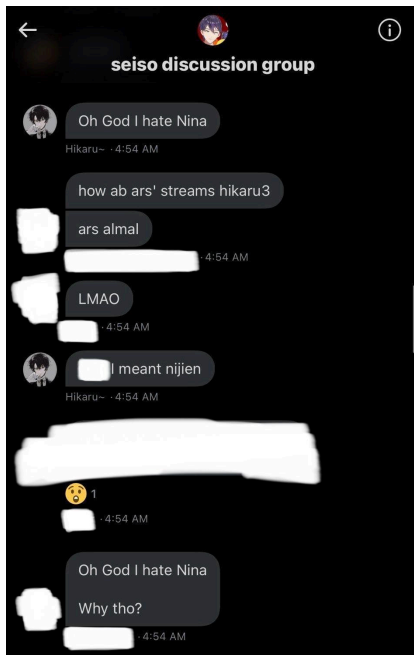 seiso discussion group
Oh God I hate Nina
Hikaru~ · 4:54 AM
how ab ars' streams hikaru3
ars almal
· 4:54 AM
LMAO
· 4:54 AM
I meant nijien
Hikaru~ · 4:54 AM
1
· 4:54 AM
Oh God I hate Nina
Why tho?
· 4:54 AM